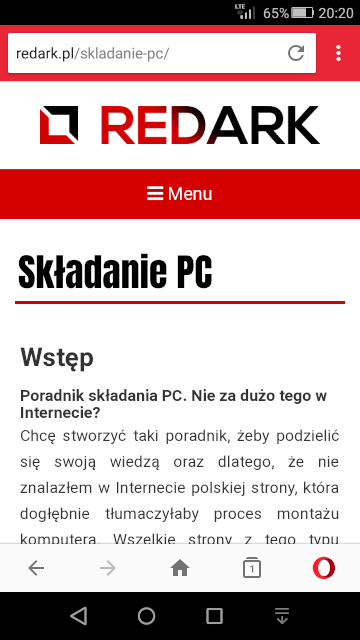 LTE 65% 20:20
redark.pl/skladanie-pc/
REDARK
Menu
Składanie PC
Wstęp
Poradnik składania PC. Nie za dużo tego w
Internecie?
Chcę stworzyć taki poradnik, żeby podzielić
się swoją wiedzą oraz dlatego, że nie
znalazłem w Internecie polskiej strony, która
dogłębnie tłumaczyłaby proces montażu
komputera. Wszelkie strony z tego typu
1